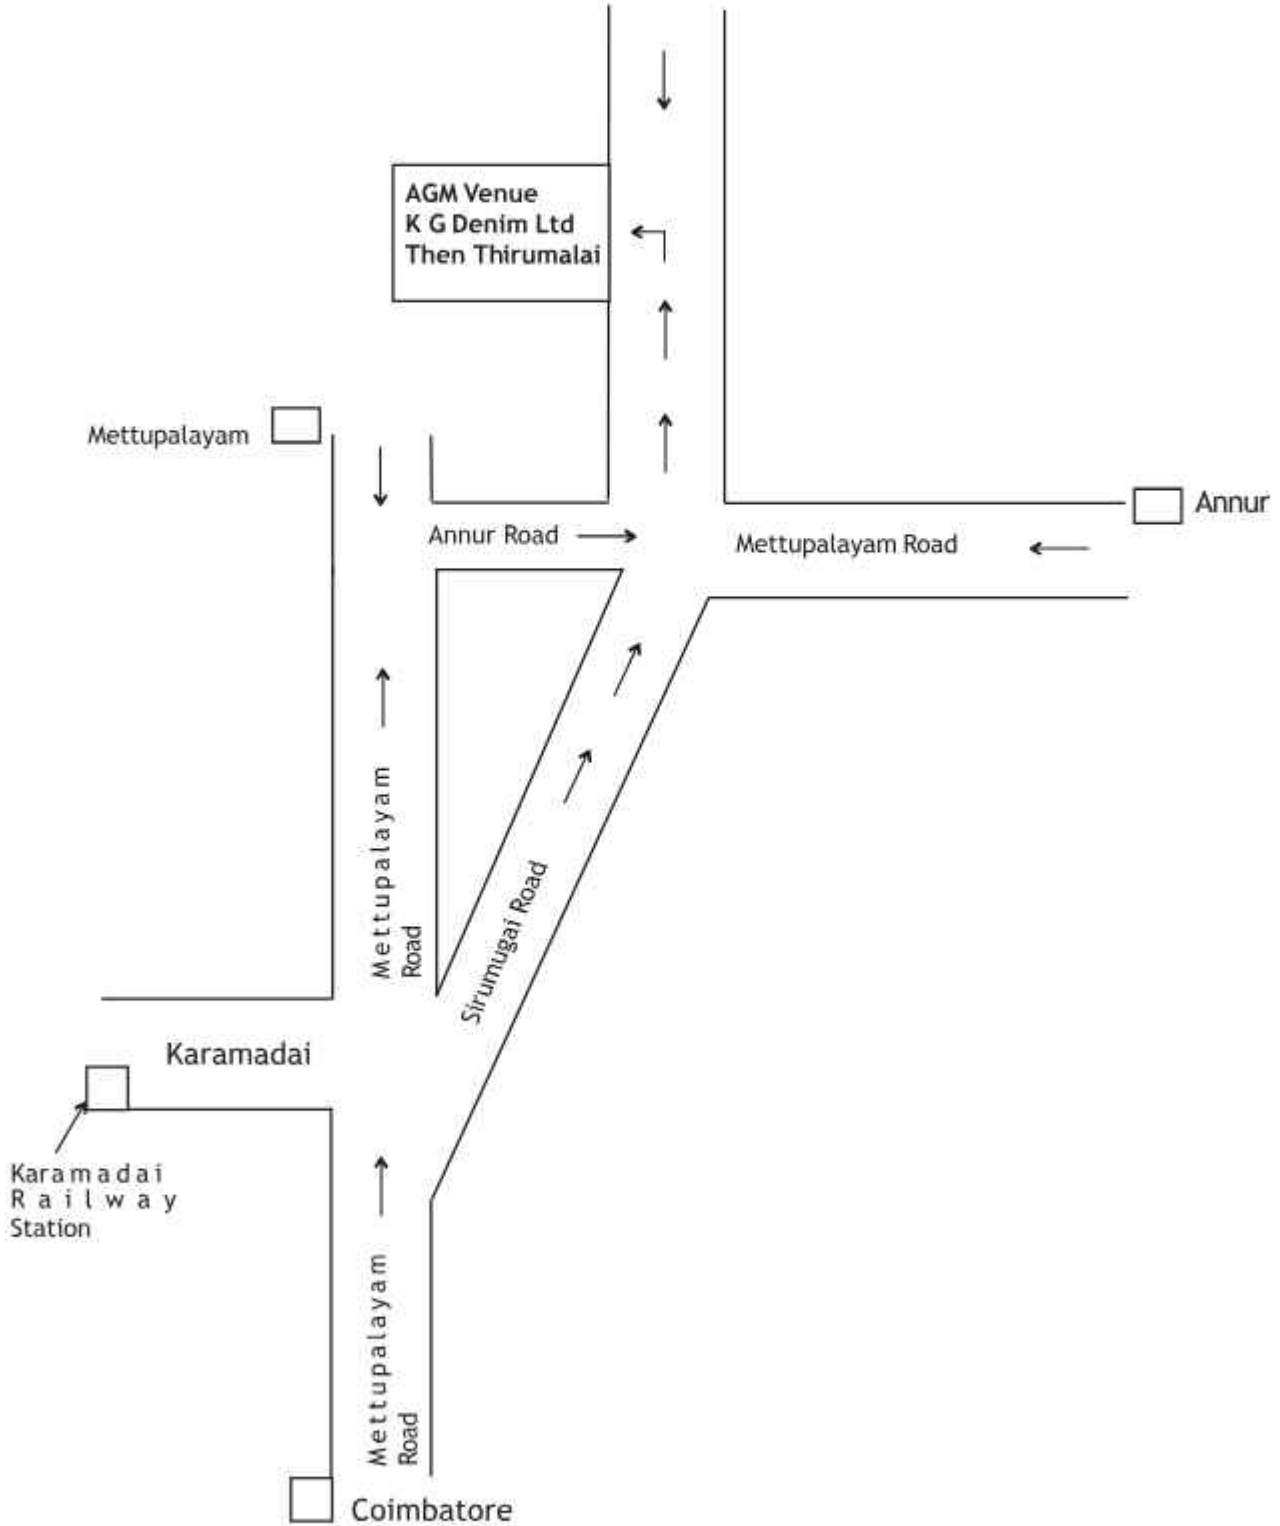 AGM Venue
K G Denim Ltd
Then Thirumalai
Mettupalayam
Annur
Annur Road
Mettupalayam Road
Mettupalayam
Road
Sirumugai Road
Karamadai
Karamadai
Railway
Station
Mettupalayam
Road
Coimbatore